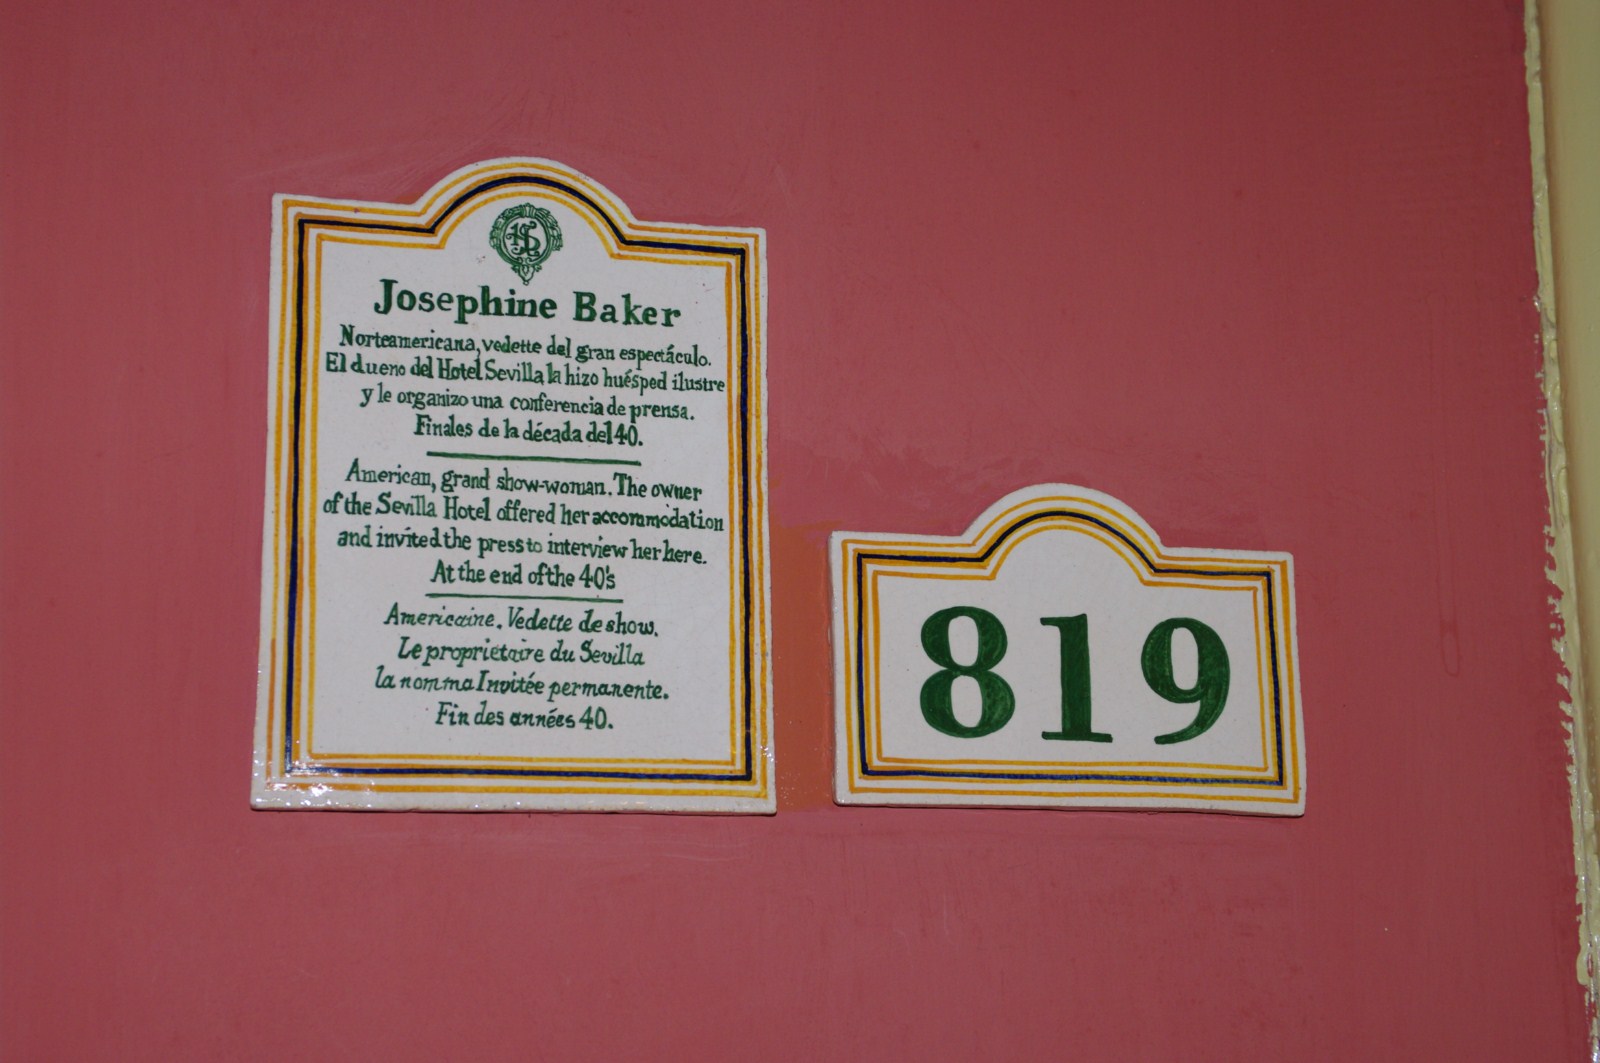 HS
Josephine Baker
Norteamericana, vedette del gran espectáculo.
El dueno del Hotel Sevilla la hizo huésped ilustre
y le organizo una conferencia de prensa.
Finales de la década del 40.
American, grand show-woman. The owner
of the Sevilla Hotel offered her accommodation
and invited the press to interview her here.
At the end of the 40's
Americaine. Vedette de show.
Le propriétaire du Sevilla
la nomma Invitée permanente.
Fin des années 40.
819